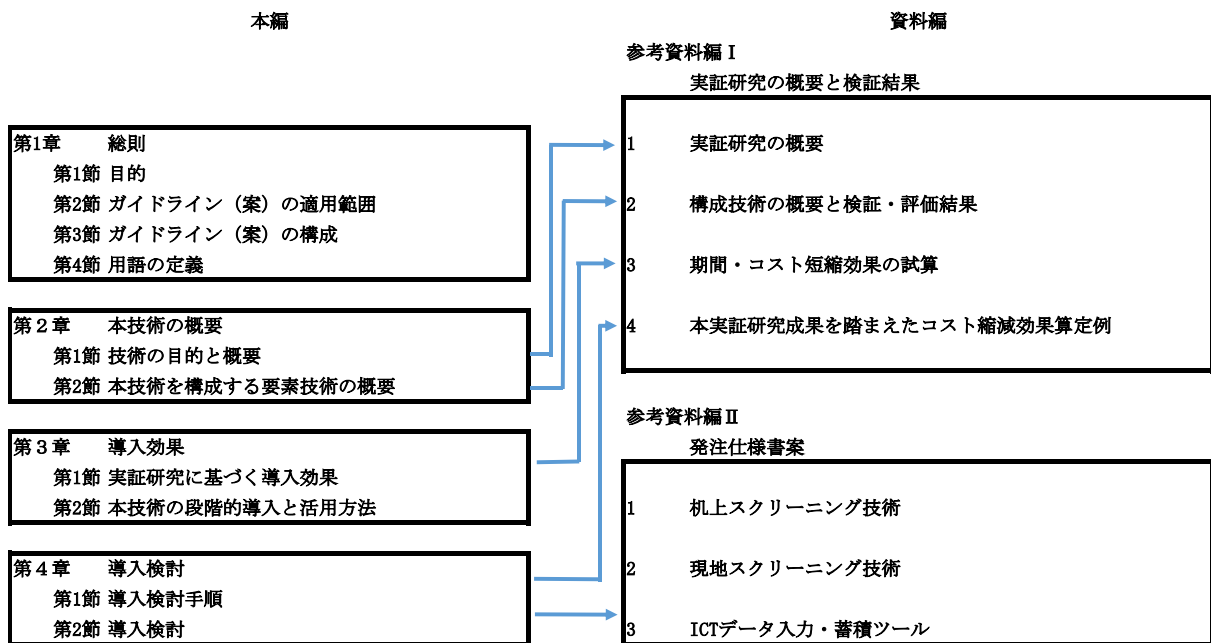 本編
第1章 総則
第1節 目的
第2節 ガイドライン（案）の適用範囲
第3節 ガイドライン（案）の構成
第4節 用語の定義
第２章 本技術の概要
第1節 技術の目的と概要
第2節 本技術を構成する要素技術の概要
第３章 導入効果
第1節 実証研究に基づく導入効果
第2節 本技術の段階的導入と活用方法
第４章 導入検討
第1節 導入検討手順
第2節 導入検討
資料編
参考資料編Ⅰ
実証研究の概要と検証結果
1 実証研究の概要
2 構成技術の概要と検証・評価結果
3 期間・コスト短縮効果の試算
4 本実証研究成果を踏まえたコスト縮減効果算定例
参考資料編Ⅱ
発注仕様書案
1 机上スクリーニング技術
2 現地スクリーニング技術
3 ICTデータ入力・蓄積ツール